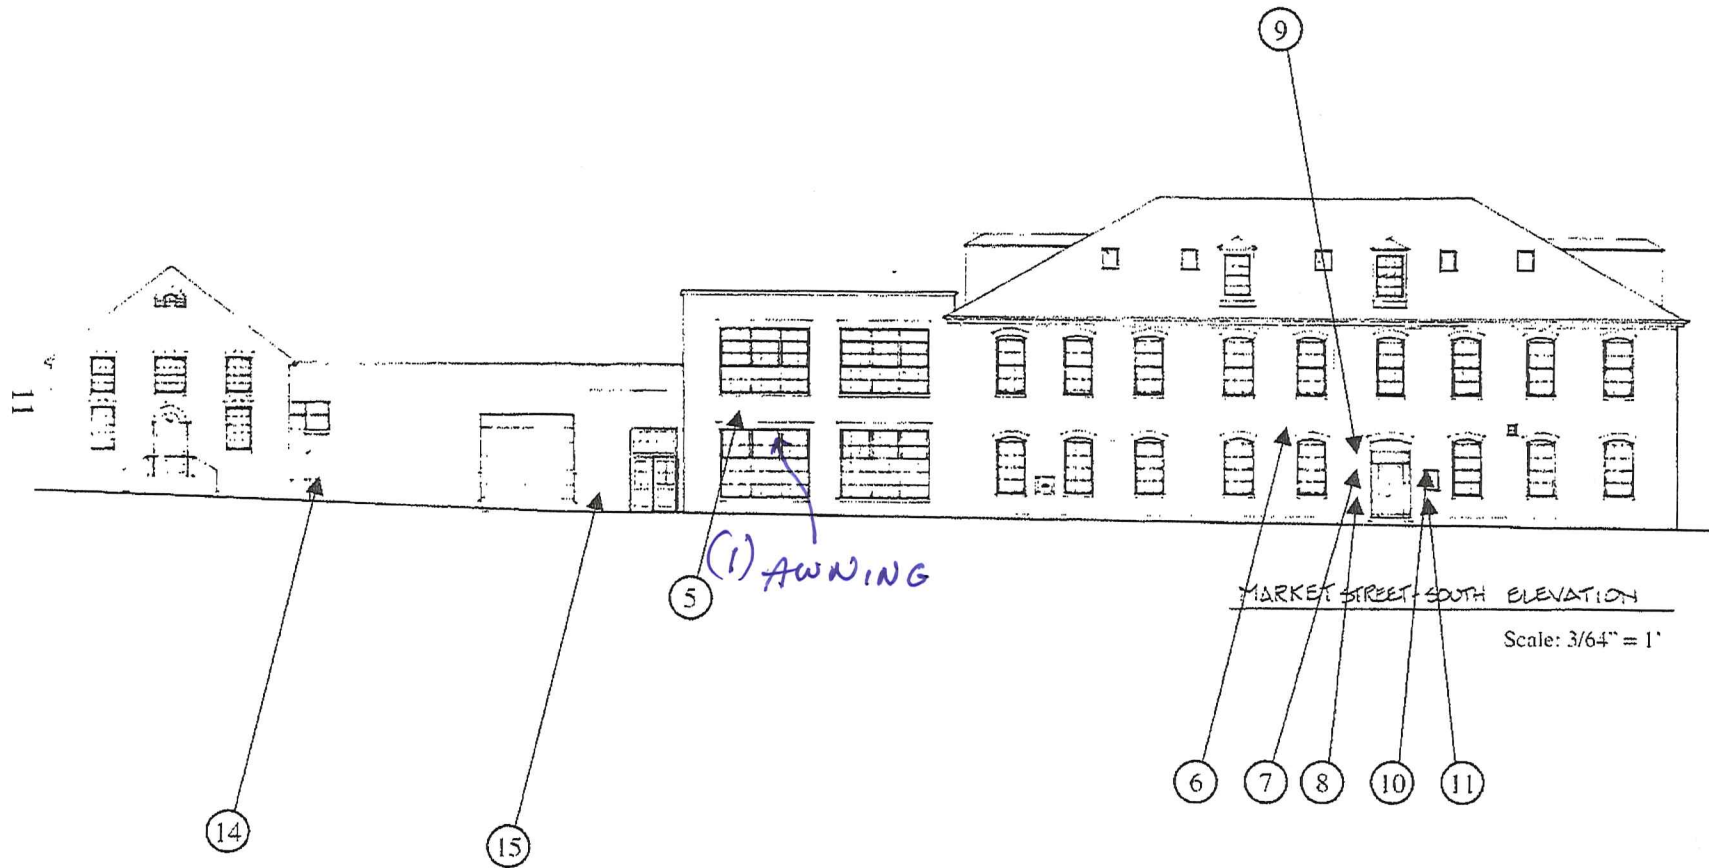 9
11
(1) AWNING
5
MARKET STREET - SOUTH ELEVATION
Scale: 3/64" = 1'
6 7 8 10 11
14
15